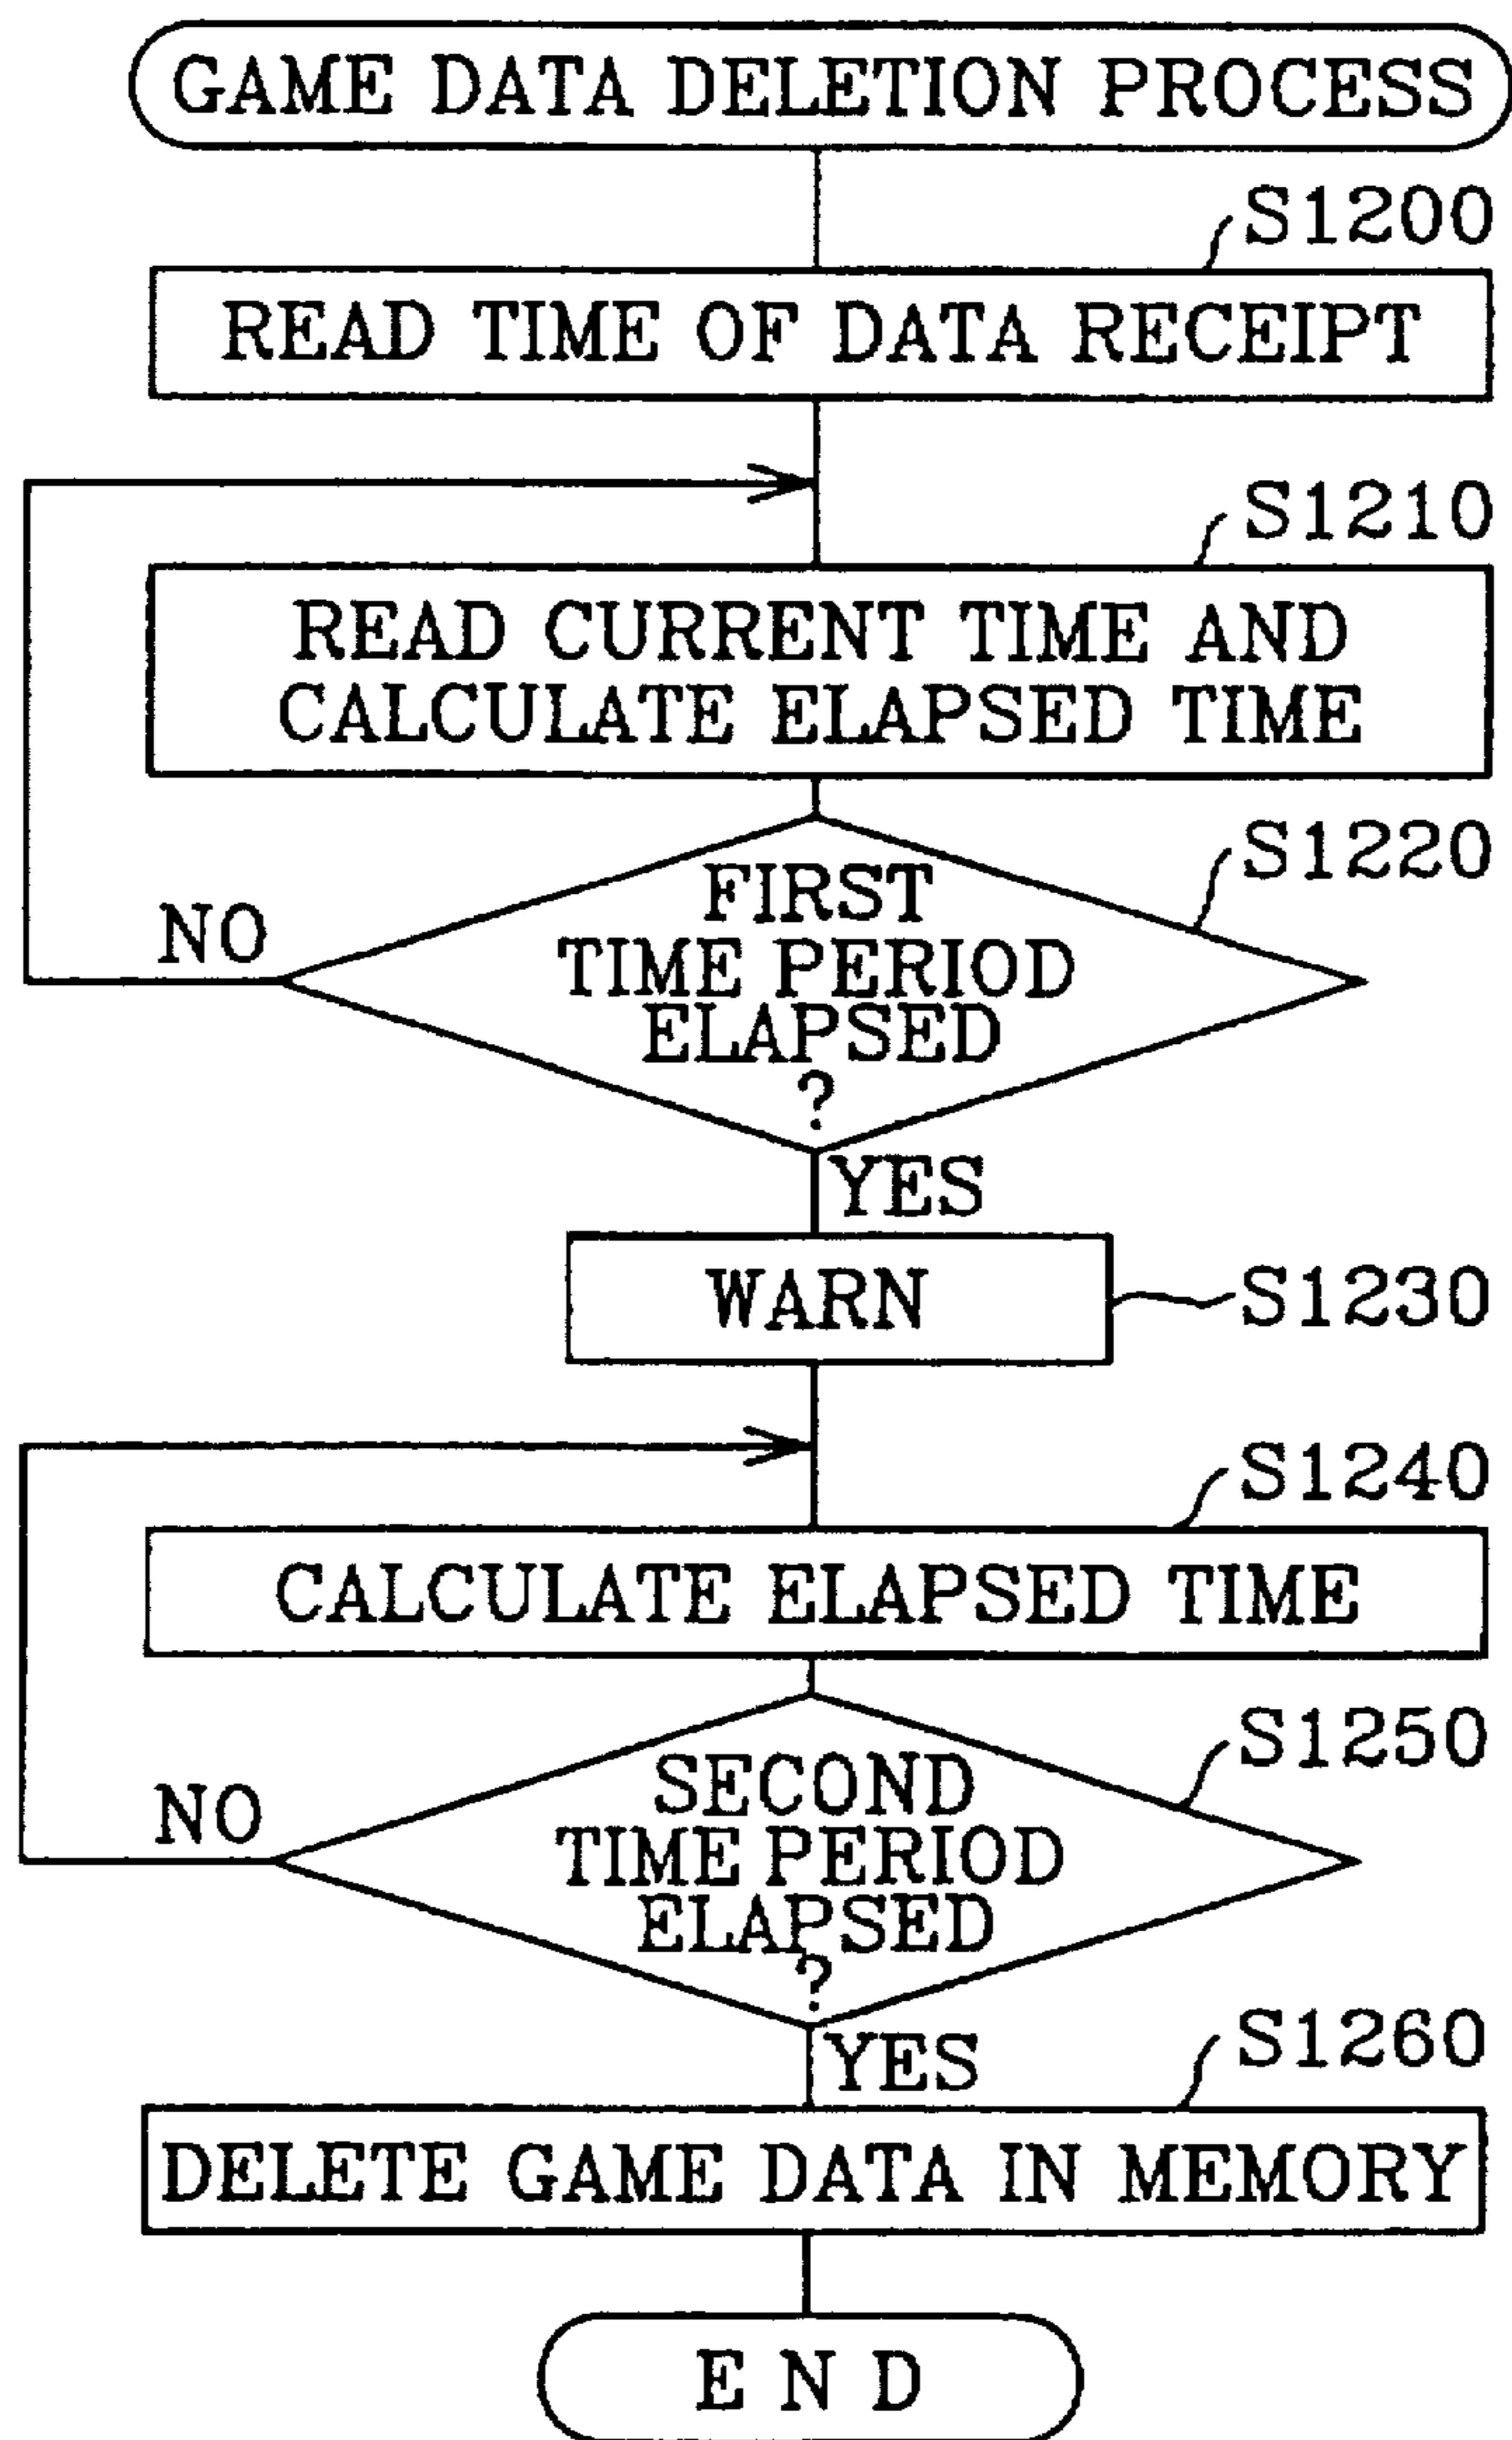 GAME DATA DELETION PROCESS
S1200
READ TIME OF DATA RECEIPT
S1210
READ CURRENT TIME AND
CALCULATE ELAPSED TIME
S1220
FIRST
TIME PERIOD
ELAPSED
?
NO
YES
WARN
S1230
S1240
CALCULATE ELAPSED TIME
S1250
SECOND
TIME PERIOD
ELAPSED
?
NO
YES
S1260
DELETE GAME DATA IN MEMORY
END